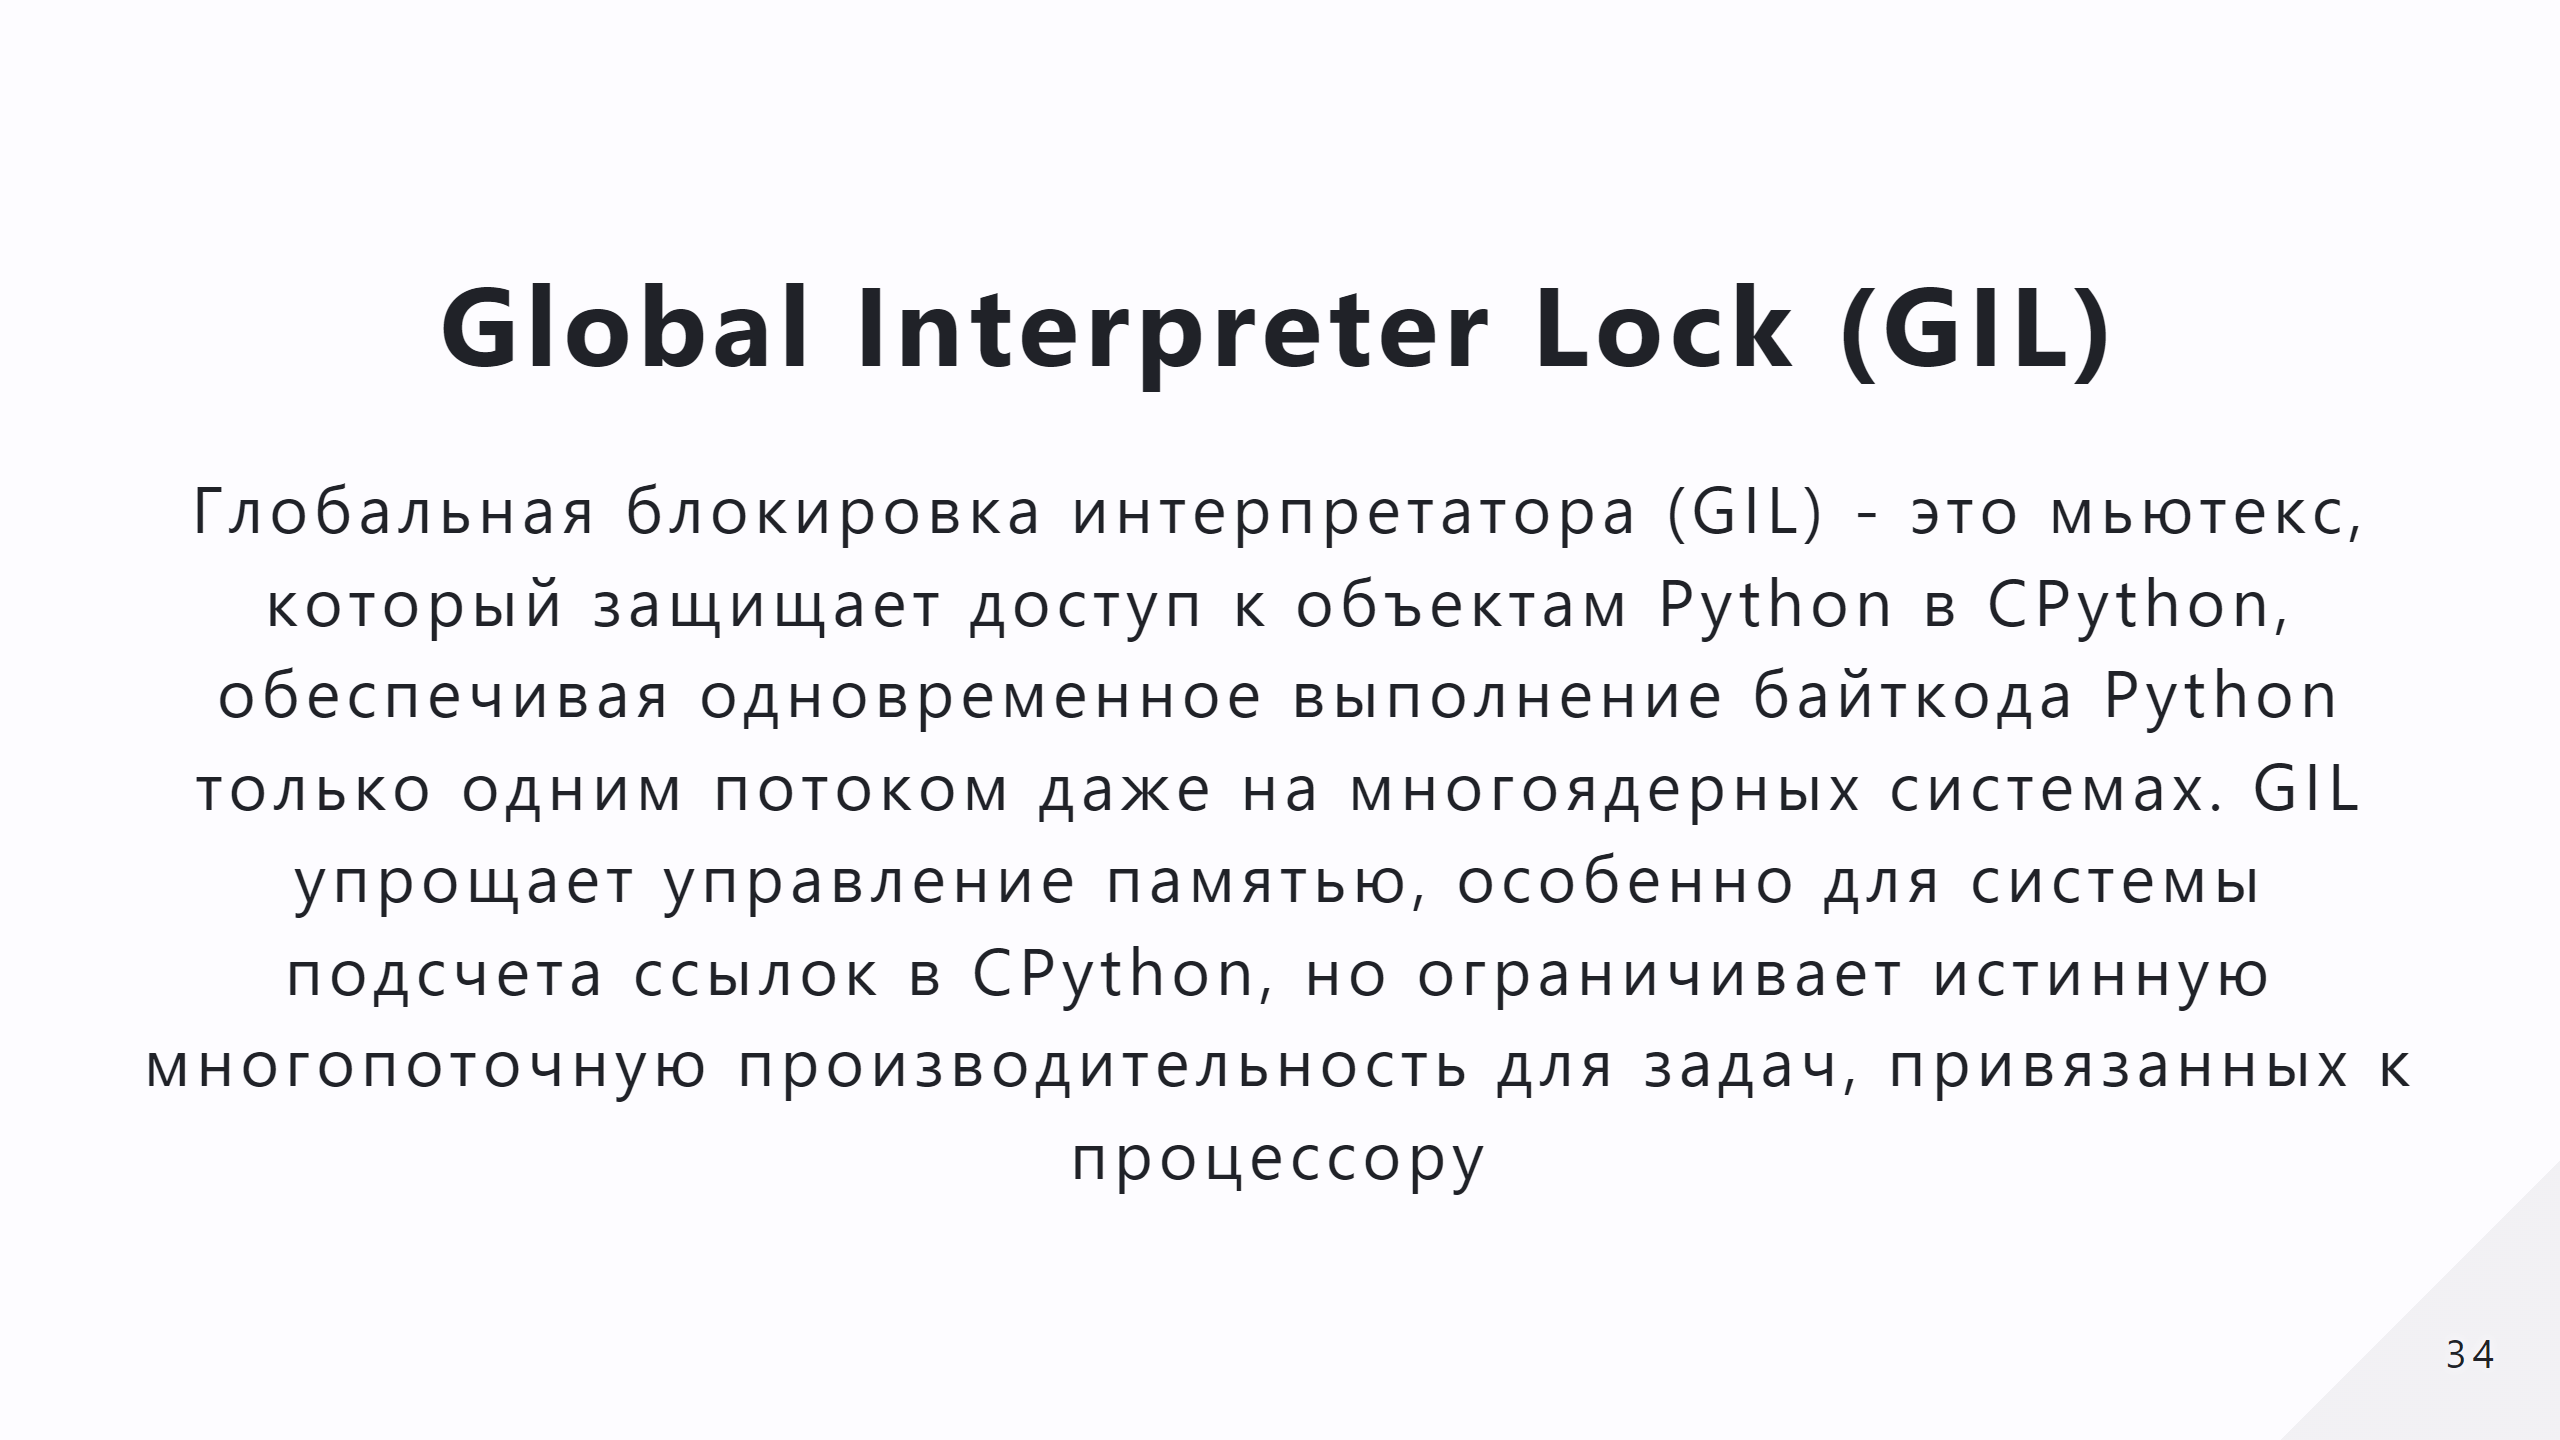 Global Interpreter Lock (GIL)
Глобальная блокировка интерпретатора (GIL) - это мьютекс,
который защищает доступ к объектам Python в CPython,
обеспечивая одновременное выполнение байткода Python
только одним потоком даже на многоядерных системах. GIL
упрощает управление памятью, особенно для системы
подсчета ссылок в CPython, но ограничивает истинную
многопоточную производительность для задач, привязанных к
процессору
34